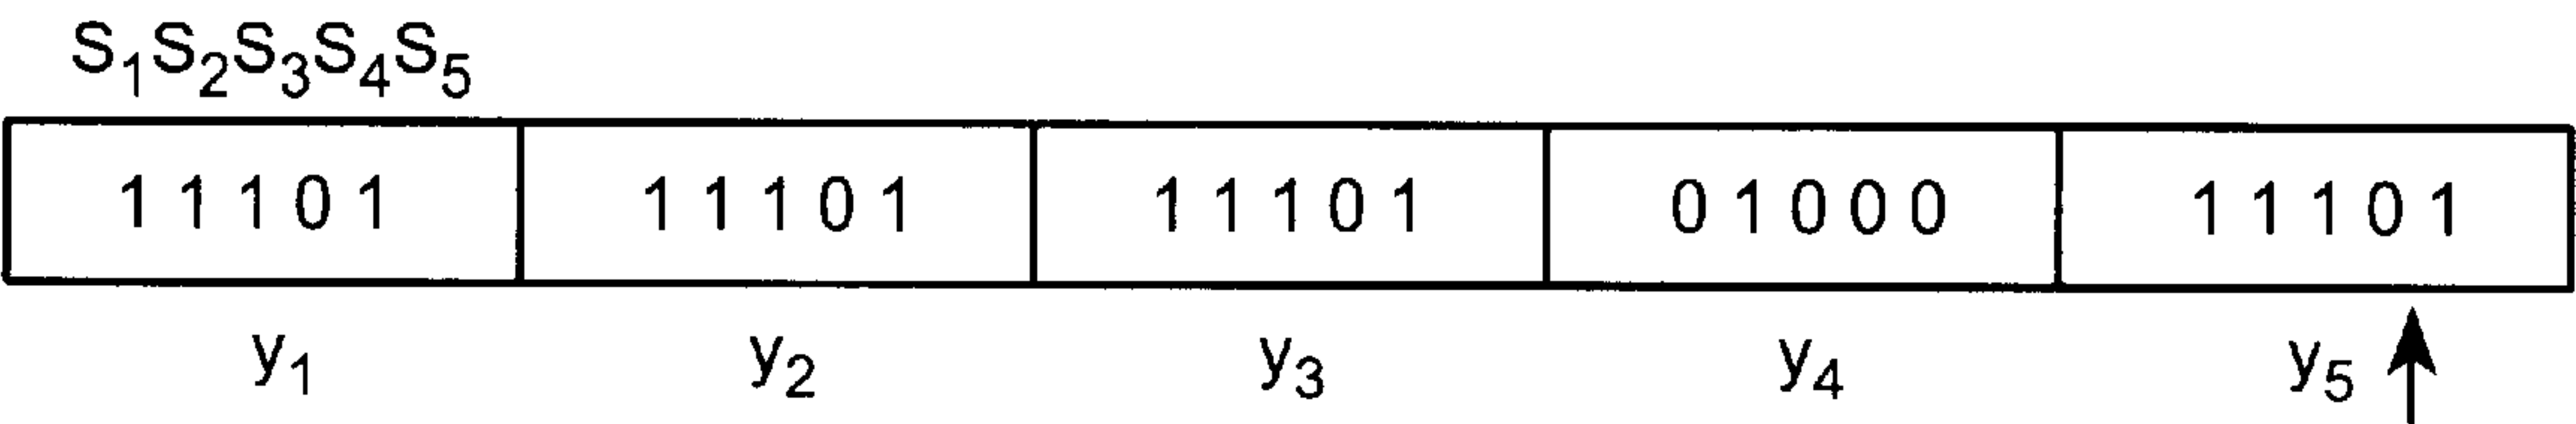 S₁S₂S₃S₄S₅
1 1 1 0 1 1 1 1 0 1 1 1 1 0 1 0 1 0 0 0 1 1 1 0 1
y₁ y₂ y₃ y₄ y₅